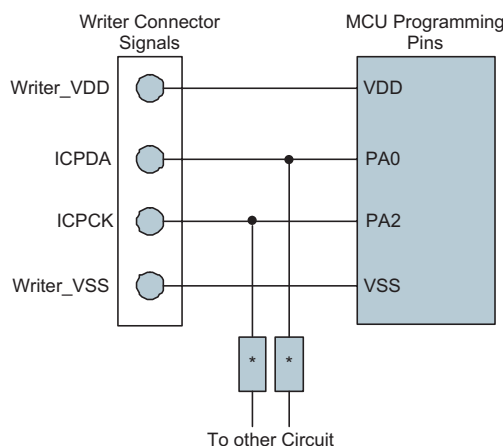 Writer Connector
Signals
MCU Programming
Pins
Writer_VDD
VDD
ICPDA
PA0
ICPCK
PA2
Writer_VSS
VSS
*
*
To other Circuit